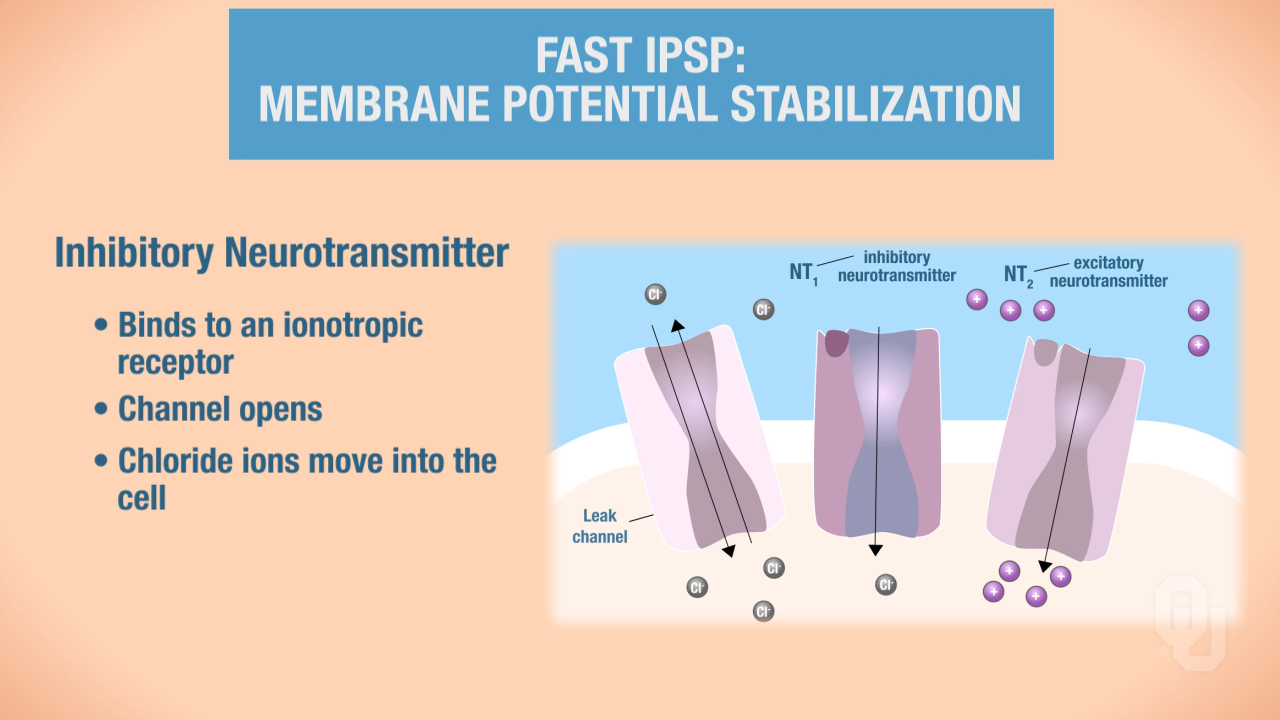 FAST IPSP:
MEMBRANE POTENTIAL STABILIZATION
Inhibitory Neurotransmitter
• Binds to an ionotropic
receptor
• Channel opens
• Chloride ions move into the
cell
NT1
inhibitory
neurotransmitter
NT2
excitatory
neurotransmitter
Cl-
Cl-
+
+
+
+
+
Leak
channel
Cl-
Cl-
Cl-
Cl-
+
+
+
+
OU